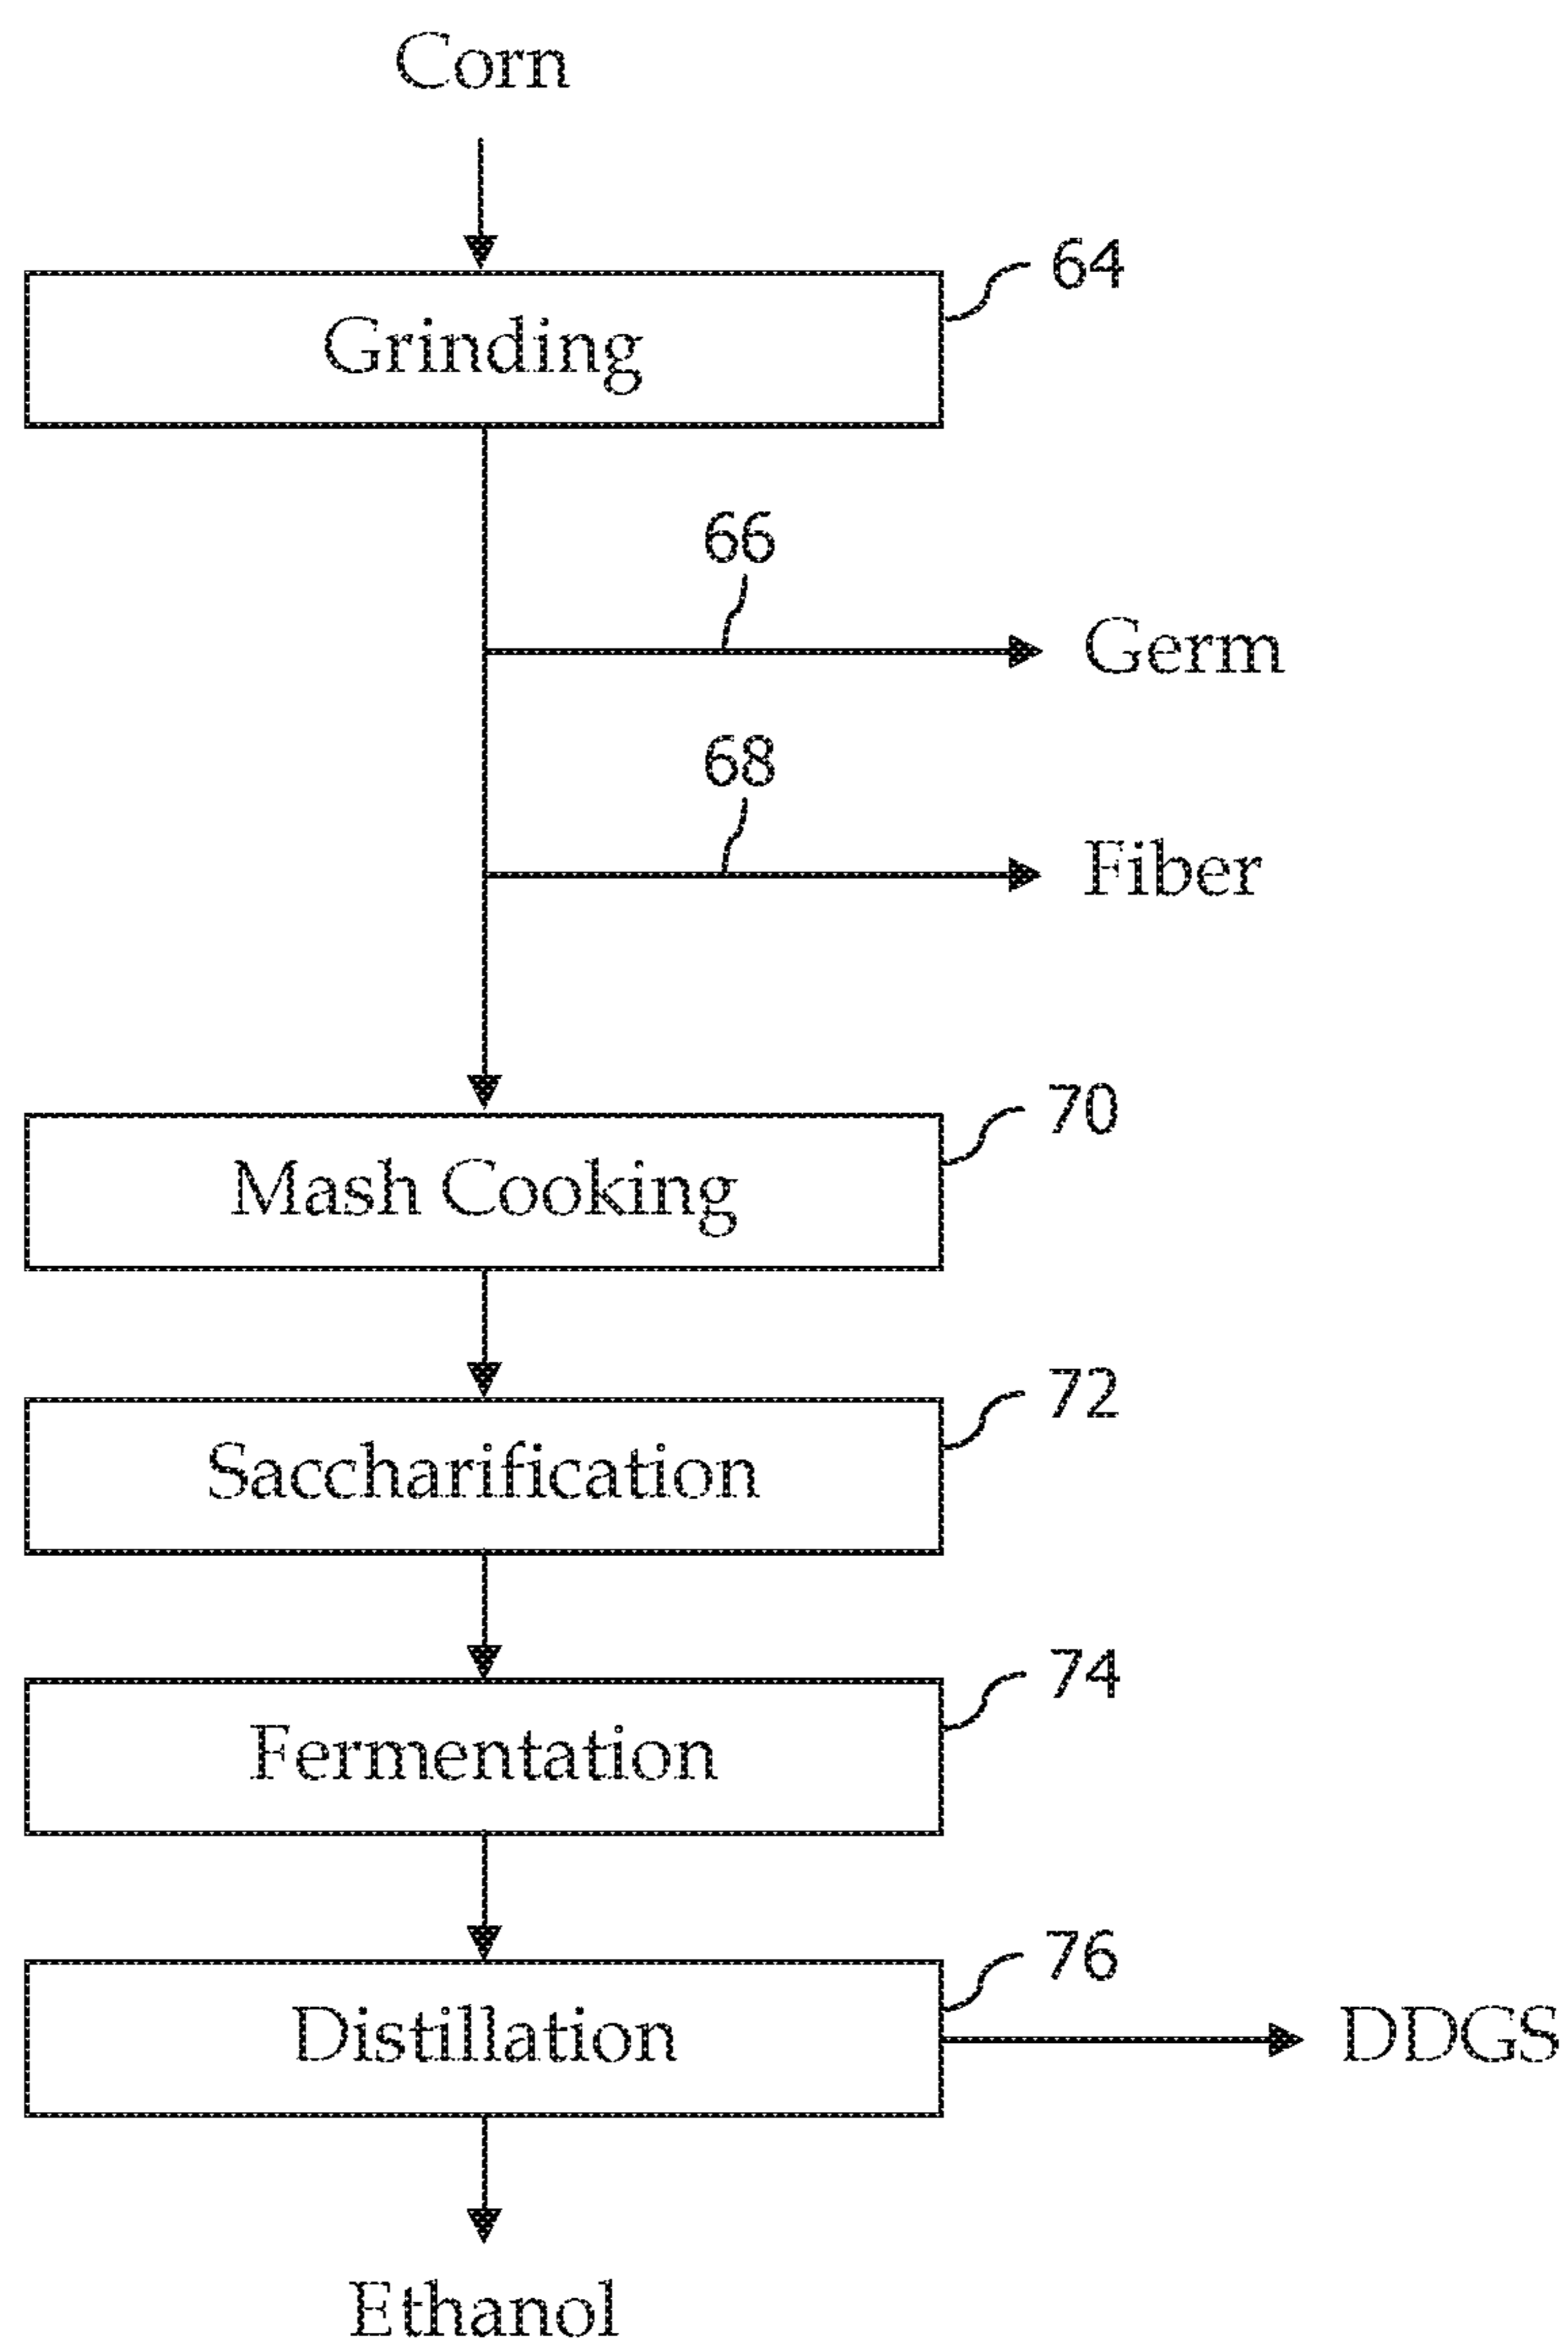 Corn
64
Grinding
66
Germ
68
Fiber
70
Mash Cooking
72
Saccharification
74
Fermentation
76
Distillation
DDGS
Ethanol